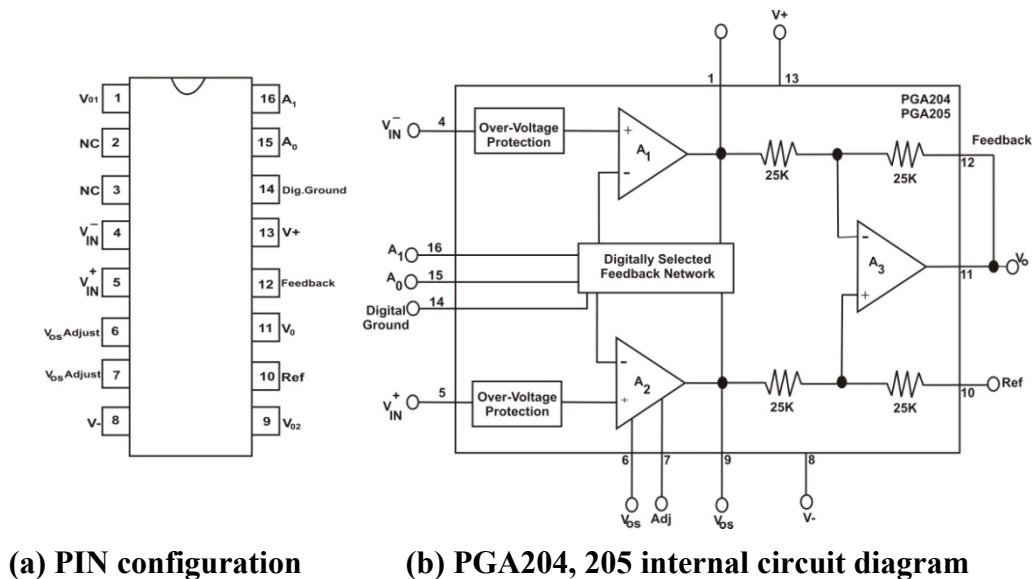 V01 1
NC 2
NC 3
V-IN 4
V+IN 5
Vos Adjust 6
Vos Adjust 7
V- 8
16 A1
15 A0
14 Dig.Ground
13 V+
12 Feedback
11 V0
10 Ref
9 V02
V+
1
13
PGA204
PGA205
V-IN
4
Over-Voltage
Protection
+
A1
-
25K
25K
Feedback
12
A1
16
A0
15
Digital
Ground
14
Digitally Selected
Feedback Network
-
A3
+
11
Vo
V+IN
5
Over-Voltage
Protection
-
A2
+
25K
25K
Ref
10
6
7
9
8
Vos
Adj
Vos
V-
(a) PIN configuration
(b) PGA204, 205 internal circuit diagram